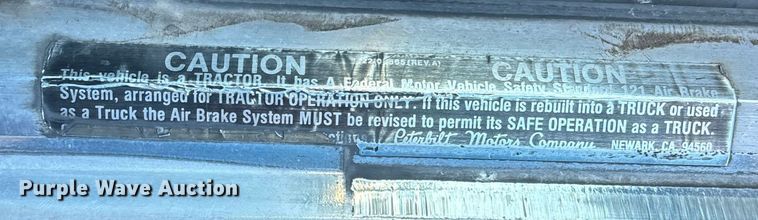 CAUTION CAUTION
This vehicle is a TRACTOR. It has A Federal Motor Vehicle Safety Standard 121 Air Brake
System, arranged for TRACTOR OPERATION ONLY. If this vehicle is rebuilt into a TRUCK or used
as a Truck the Air Brake System MUST be revised to permit its SAFE OPERATION as a TRUCK.
Peterbilt Motors Company NEWARK, CA. 94560
Purple Wave Auction